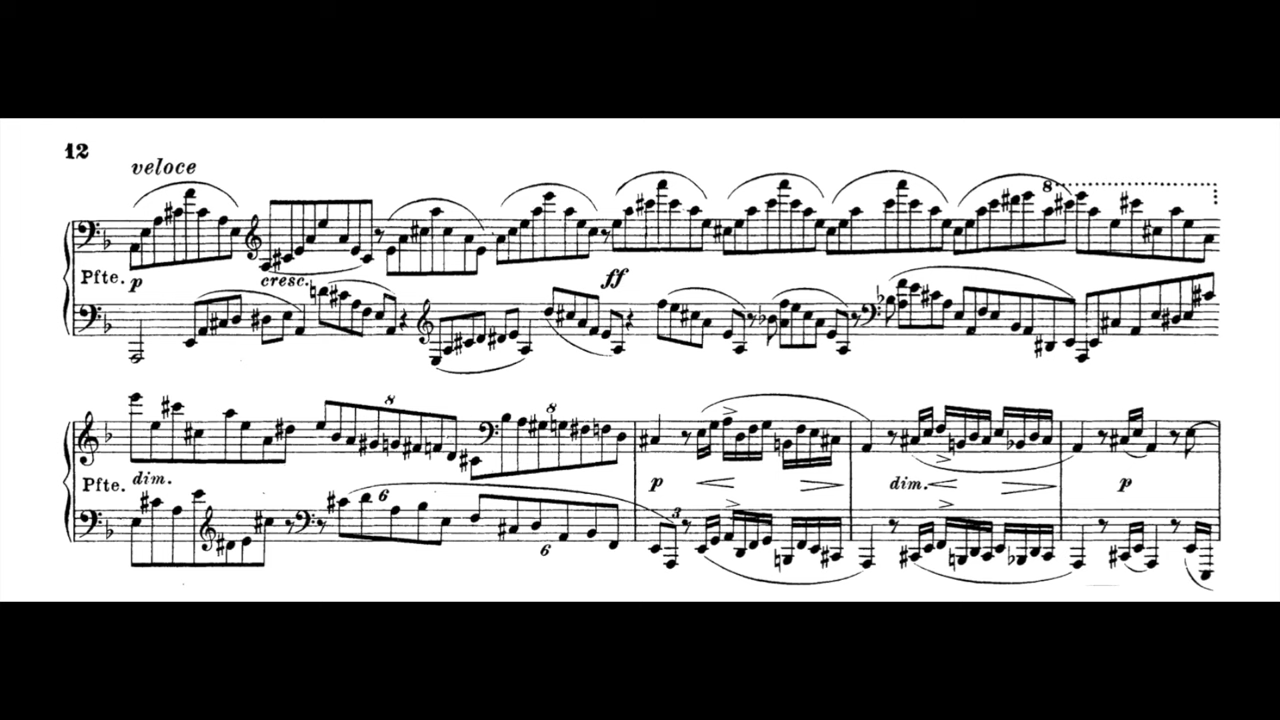 12
veloce
8
Pfte. p cresc. ff
8 8
Pfte. dim. 6 p dim. p
3
6